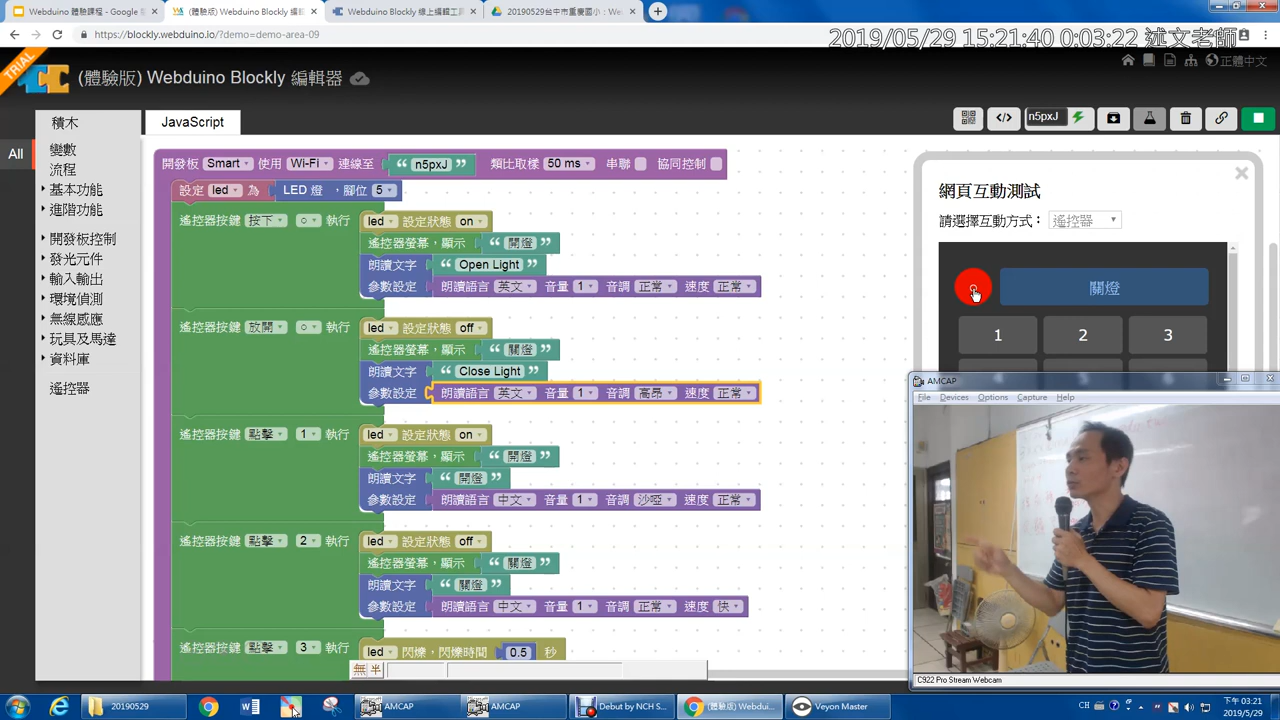 Webduino 體驗課程 - Google 簡
(體驗版) Webduino Blockly 編輯
Webduino Blockly 線上編輯工具
20190529台中市重慶國小：We
https://blockly.webduino.io/?demo=demo-area-09
2019/05/29 15:21:40 0:03:22 述文老師
TRIAL
(體驗版) Webduino Blockly 編輯器
正體中文
積木
JavaScript
n5pxJ
All
變數
流程
基本功能
進階功能
開發板控制
發光元件
輸入輸出
環境偵測
無線感應
玩具及馬達
資料庫
遙控器
開發板 Smart 使用 Wi-Fi 連線至 “ n5pxJ ” 類比取樣 50 ms 串聯 協同控制
設定 led 為 LED 燈，腳位 5
遙控器按鍵 按下 ○ 執行 led 設定狀態 on
遙控器螢幕，顯示 “ 開燈 ”
朗讀文字 “ Open Light ”
參數設定 朗讀語言 英文 音量 1 音調 正常 速度 正常
遙控器按鍵 放開 ○ 執行 led 設定狀態 off
遙控器螢幕，顯示 “ 關燈 ”
朗讀文字 “ Close Light ”
參數設定 朗讀語言 英文 音量 1 音調 高昂 速度 正常
遙控器按鍵 點擊 1 執行 led 設定狀態 on
遙控器螢幕，顯示 “ 開燈 ”
朗讀文字 “ 開燈 ”
參數設定 朗讀語言 中文 音量 1 音調 沙啞 速度 正常
遙控器按鍵 點擊 2 執行 led 設定狀態 off
遙控器螢幕，顯示 “ 關燈 ”
朗讀文字 “ 關燈 ”
參數設定 朗讀語言 中文 音量 1 音調 正常 速度 快
遙控器按鍵 點擊 3 執行 led 閃爍，閃爍時間 0.5 秒
無 半
網頁互動測試
請選擇互動方式： 遙控器
關燈
1 2 3
AMCAP
File Devices Options Capture Help
C922 Pro Stream Webcam
20190529
AMCAP
AMCAP
Debut by NCH S...
(體驗版) Webdui...
Veyon Master
CH
下午 03:21
2019/5/29